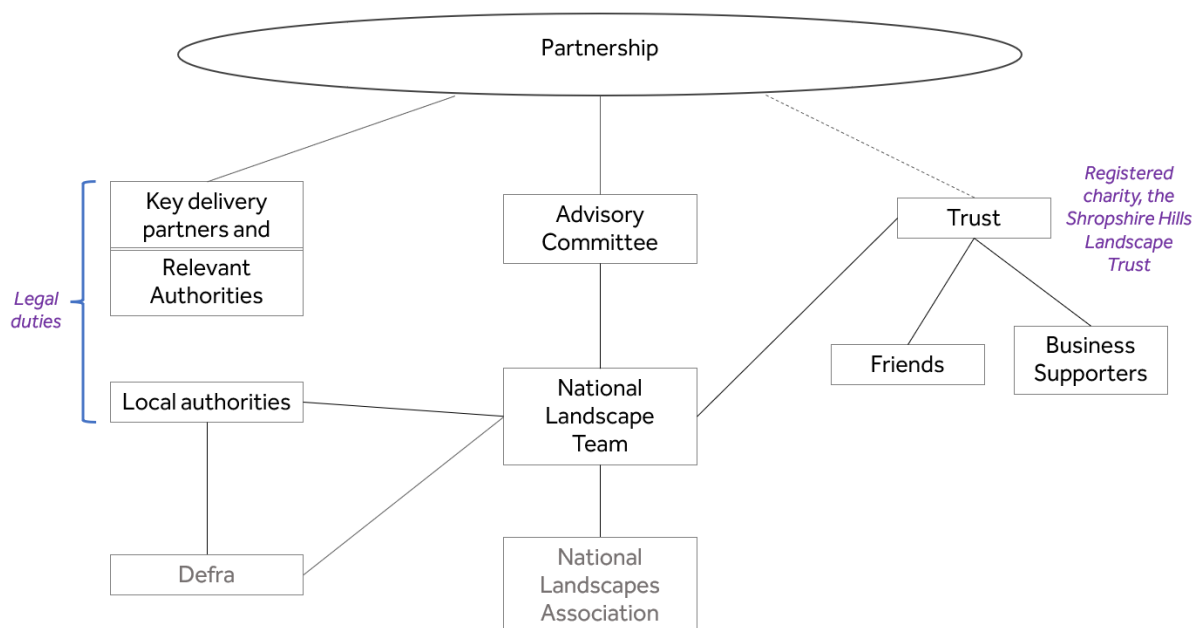 Partnership
Key delivery
partners and
Relevant
Authorities
Legal
duties
Local authorities
Defra
Advisory
Committee
National
Landscape
Team
National
Landscapes
Association
Trust
Registered
charity, the
Shropshire Hills
Landscape
Trust
Friends
Business
Supporters